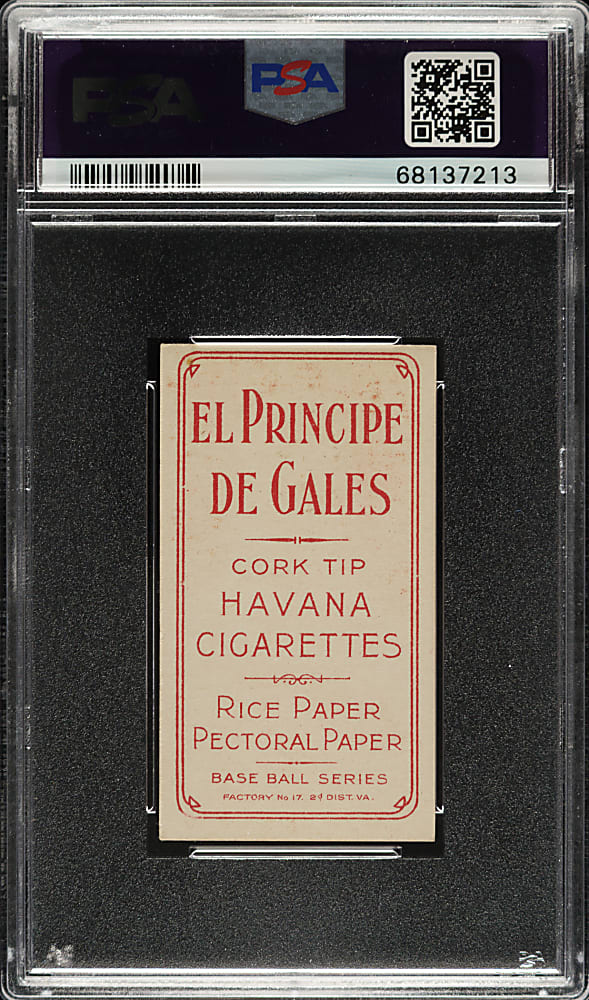 PSA
PSA
68137213
EL PRINCIPE
DE GALES
CORK TIP
HAVANA
CIGARETTES
RICE PAPER
PECTORAL PAPER
BASE BALL SERIES
FACTORY No 17. 2d DIST. VA.